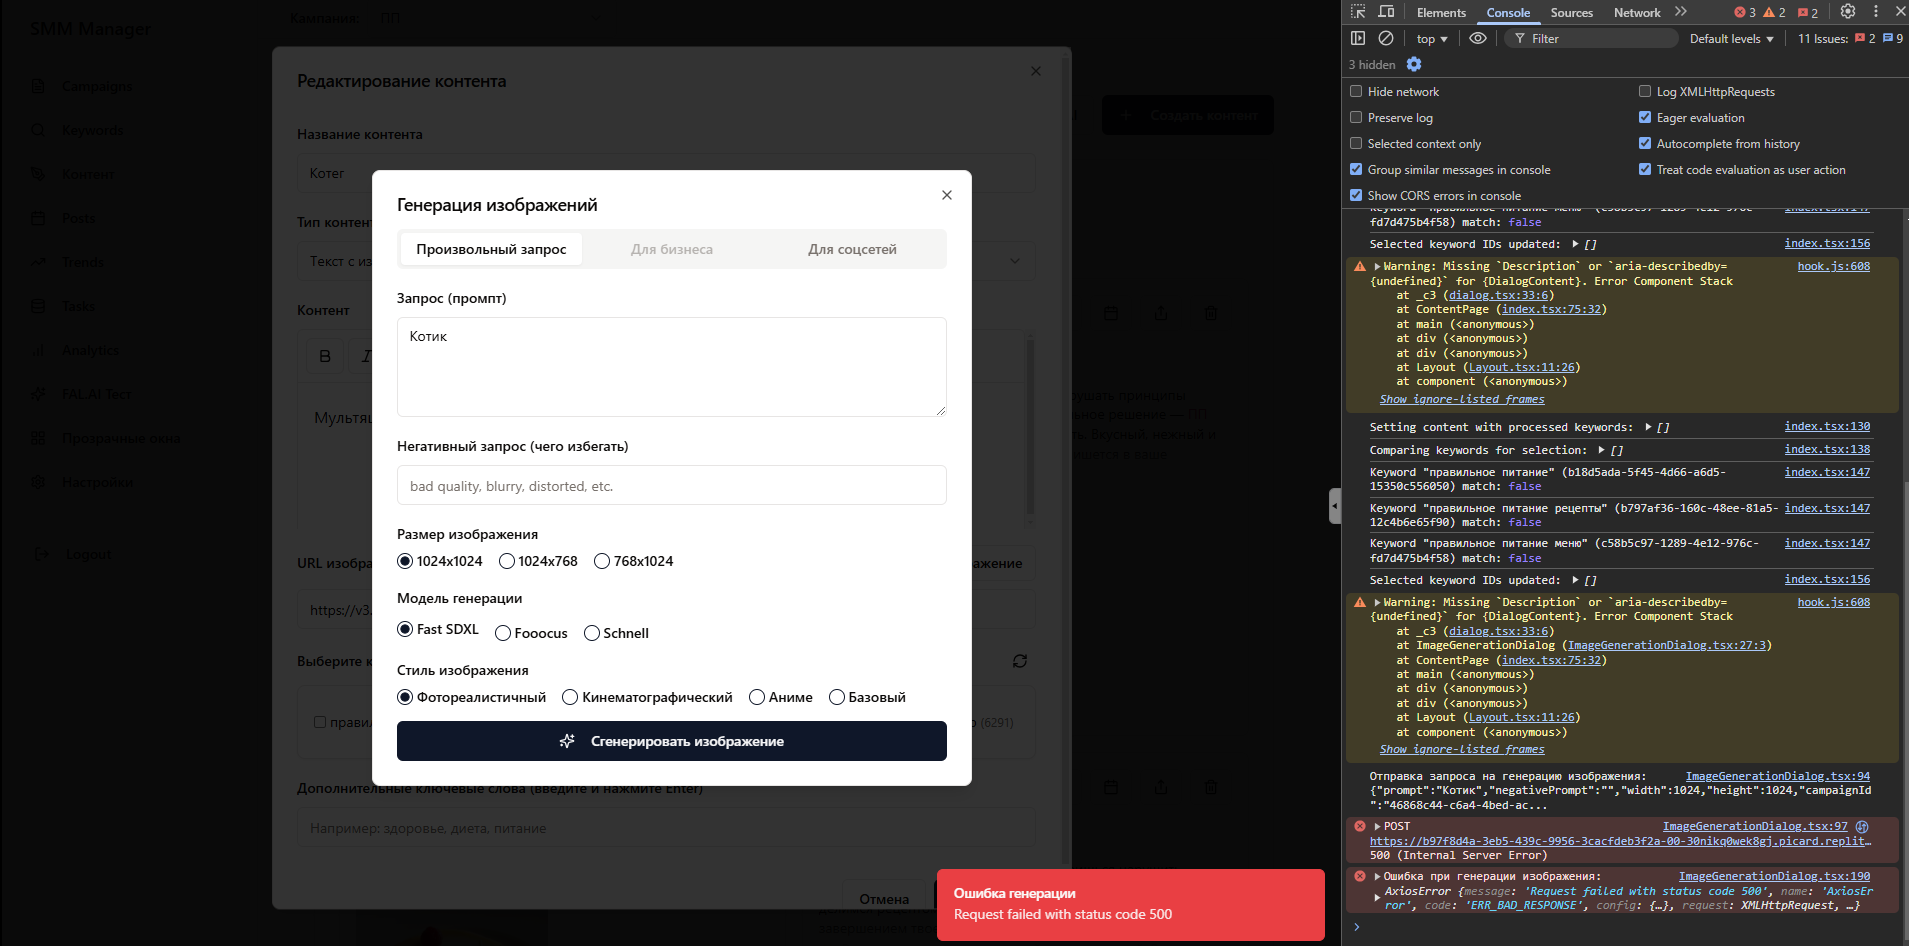 SMM Manager
Campaigns
Keywords
Контент
Posts
Trends
Tasks
Analytics
FAL.AI Тест
Прозрачные окна
Настройки
Logout
Кампания: ПП
Создать контент
Редактирование контента
Название контента
Котег
Тип контент
Текст с из
Контент
B I
Мультяш
URL изобра
жение
https://v3.
Выберите к
прави
(6291)
Дополнительные ключевые слова (введите и нажмите Enter)
Например: здоровье, диета, питание
Отмена
Генерация изображений
Произвольный запрос
Для бизнеса
Для соцсетей
Запрос (промпт)
Котик
Негативный запрос (чего избегать)
bad quality, blurry, distorted, etc.
Размер изображения
1024x1024 1024x768 768x1024
Модель генерации
Fast SDXL Fooocus Schnell
Стиль изображения
Фотореалистичный Кинематографический Аниме Базовый
Сгенерировать изображение
Ошибка генерации
Request failed with status code 500
Elements Console Sources Network 3 2 2
top Filter Default levels 11 Issues: 2 9
3 hidden
Hide network Log XMLHttpRequests
Preserve log Eager evaluation
Selected context only Autocomplete from history
Group similar messages in console Treat code evaluation as user action
Show CORS errors in console
fd7d475b4f58) match: false
Selected keyword IDs updated: ▶ [] index.tsx:156
▶Warning: Missing `Description` or `aria-describedby= hook.js:608
{undefined}` for {DialogContent}. Error Component Stack
at _c3 (dialog.tsx:33:6)
at ContentPage (index.tsx:75:32)
at main (<anonymous>)
at div (<anonymous>)
at div (<anonymous>)
at Layout (Layout.tsx:11:26)
at component (<anonymous>)
Show ignore-listed frames
Setting content with processed keywords: ▶ [] index.tsx:130
Comparing keywords for selection: ▶ [] index.tsx:138
Keyword "правильное питание" (b18d5ada-5f45-4d66-a6d5- index.tsx:147
15350c556050) match: false
Keyword "правильное питание рецепты" (b797af36-160c-48ee-81a5- index.tsx:147
12c4b6e65f90) match: false
Keyword "правильное питание меню" (c58b5c97-1289-4e12-976c- index.tsx:147
fd7d475b4f58) match: false
Selected keyword IDs updated: ▶ [] index.tsx:156
▶Warning: Missing `Description` or `aria-describedby= hook.js:608
{undefined}` for {DialogContent}. Error Component Stack
at _c3 (dialog.tsx:33:6)
at ImageGenerationDialog (ImageGenerationDialog.tsx:27:3)
at ContentPage (index.tsx:75:32)
at main (<anonymous>)
at div (<anonymous>)
at div (<anonymous>)
at Layout (Layout.tsx:11:26)
at component (<anonymous>)
Show ignore-listed frames
Отправка запроса на генерацию изображения: ImageGenerationDialog.tsx:94
{"prompt":"Котик","negativePrompt":"","width":1024,"height":1024,"campaignId
":"46868c44-c6a4-4bed-ac...
▶POST ImageGenerationDialog.tsx:97
https://b97f8d4a-3eb5-439c-9956-3cacfdeb3f2a-00-30nikq0wek8gj.picard.replit…
500 (Internal Server Error)
▶Ошибка при генерации изображения: ImageGenerationDialog.tsx:190
AxiosError {message: 'Request failed with status code 500', name: 'AxiosEr
ror', code: 'ERR_BAD_RESPONSE', config: {…}, request: XMLHttpRequest, …}